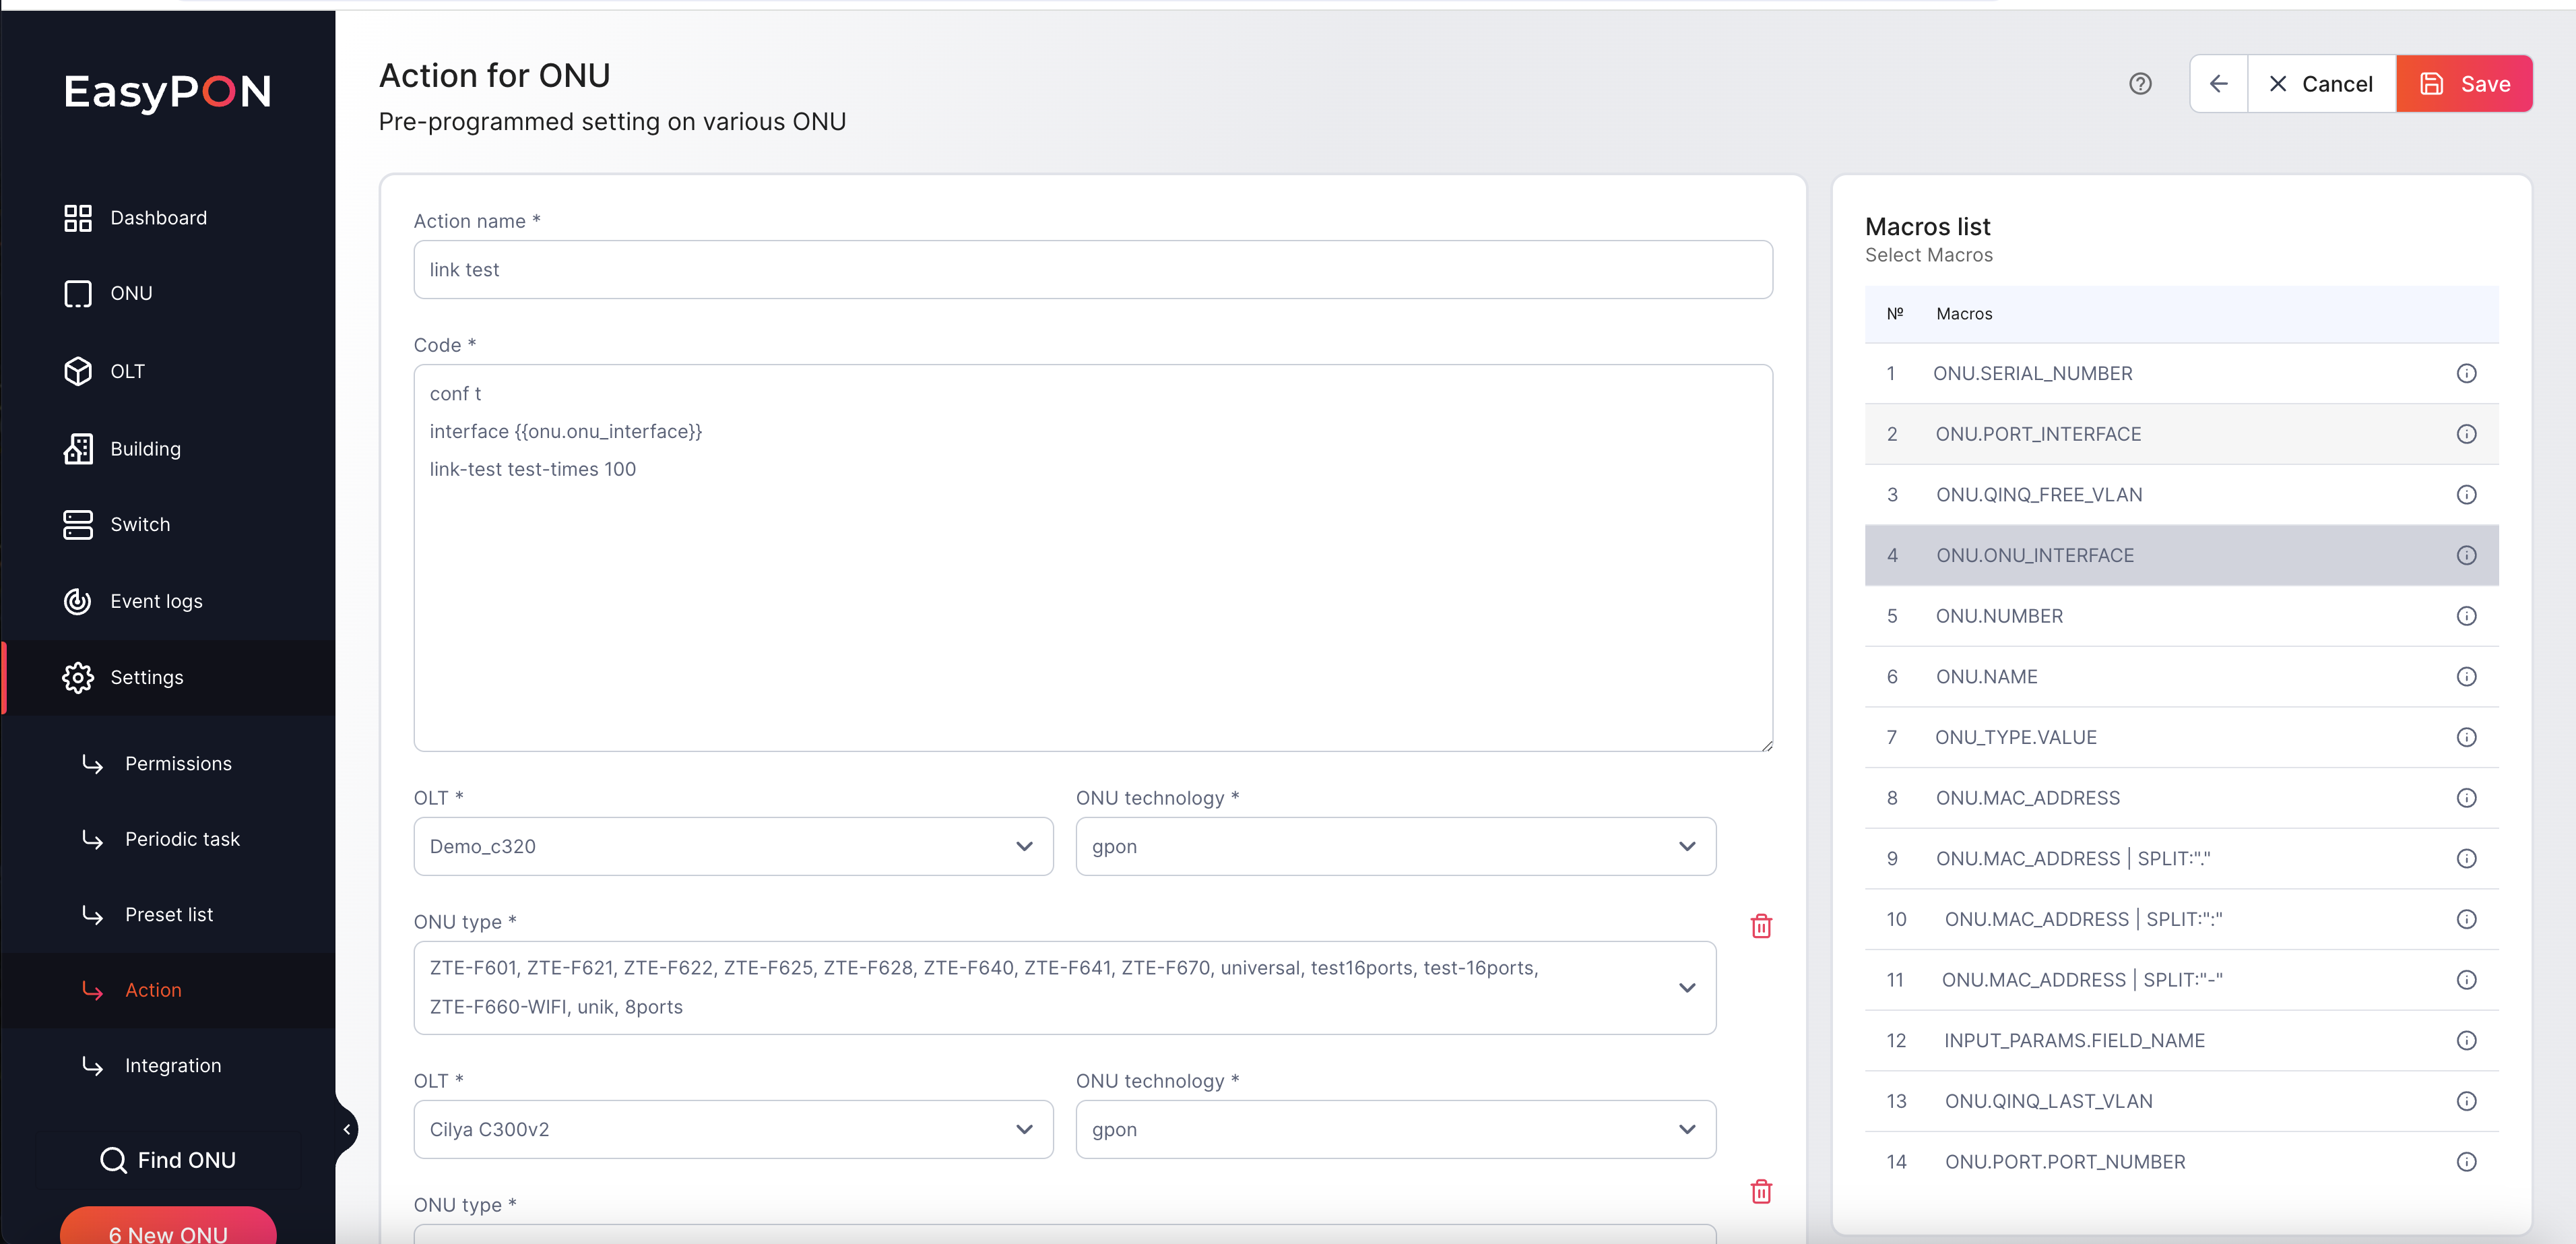 EasyPON
Dashboard
ONU
OLT
Building
Switch
Event logs
Settings
Permissions
Periodic task
Preset list
Action
Integration
Find ONU
6 New ONU
Action for ONU
Pre-programmed setting on various ONU
Cancel
Save
Action name *
link test
Code *
conf t
interface {{onu.onu_interface}}
link-test test-times 100
OLT *
ONU technology *
Demo_c320
gpon
ONU type *
ZTE-F601, ZTE-F621, ZTE-F622, ZTE-F625, ZTE-F628, ZTE-F640, ZTE-F641, ZTE-F670, universal, test16ports, test-16ports,
ZTE-F660-WIFI, unik, 8ports
OLT *
ONU technology *
Cilya C300v2
gpon
ONU type *
Macros list
Select Macros
№ Macros
1 ONU.SERIAL_NUMBER
2 ONU.PORT_INTERFACE
3 ONU.QINQ_FREE_VLAN
4 ONU.ONU_INTERFACE
5 ONU.NUMBER
6 ONU.NAME
7 ONU_TYPE.VALUE
8 ONU.MAC_ADDRESS
9 ONU.MAC_ADDRESS | SPLIT:"."
10 ONU.MAC_ADDRESS | SPLIT:":"
11 ONU.MAC_ADDRESS | SPLIT:"-"
12 INPUT_PARAMS.FIELD_NAME
13 ONU.QINQ_LAST_VLAN
14 ONU.PORT.PORT_NUMBER